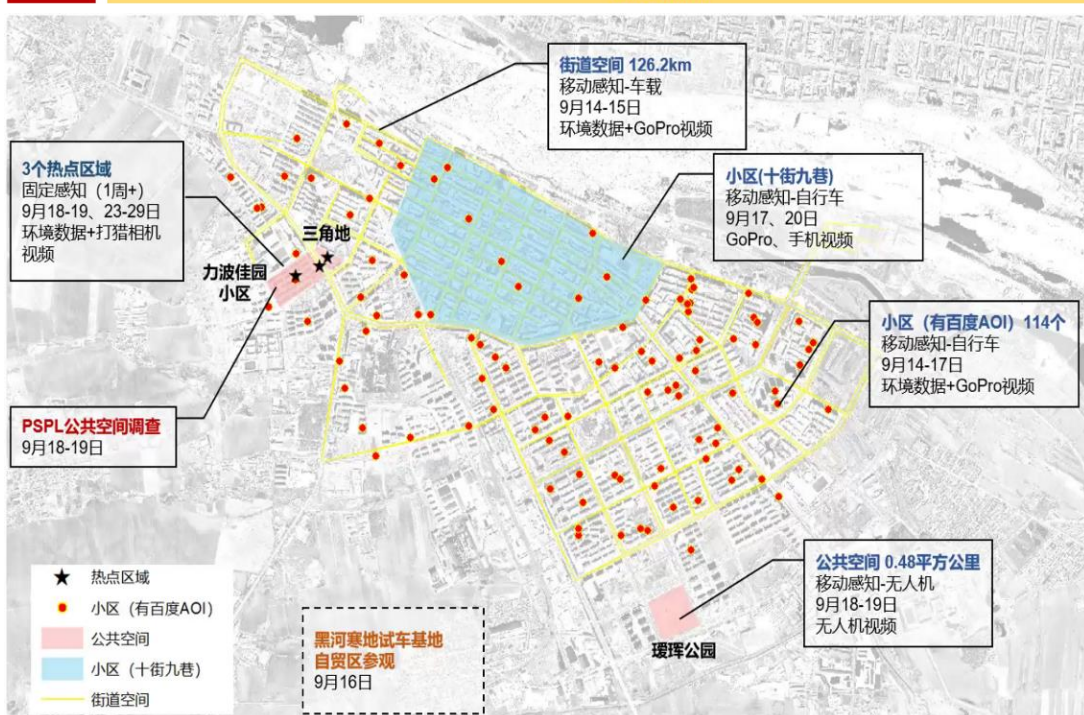 街道空间 126.2km
移动感知-车载
9月14-15日
环境数据+GoPro视频
3个热点区域
固定感知（1周+）
9月18-19、23-29日
环境数据+打猎相机
视频
小区(十街九巷)
移动感知-自行车
9月17、20日
GoPro、手机视频
三角地
力波佳园
小区
小区（有百度AOI）114个
移动感知-自行车
9月14-17日
环境数据+GoPro视频
PSPL公共空间调查
9月18-19日
公共空间 0.48平方公里
移动感知-无人机
9月18-19日
无人机视频
瑷珲公园
热点区域
小区（有百度AOI）
公共空间
小区（十街九巷）
街道空间
黑河寒地试车基地
自贸区参观
9月16日